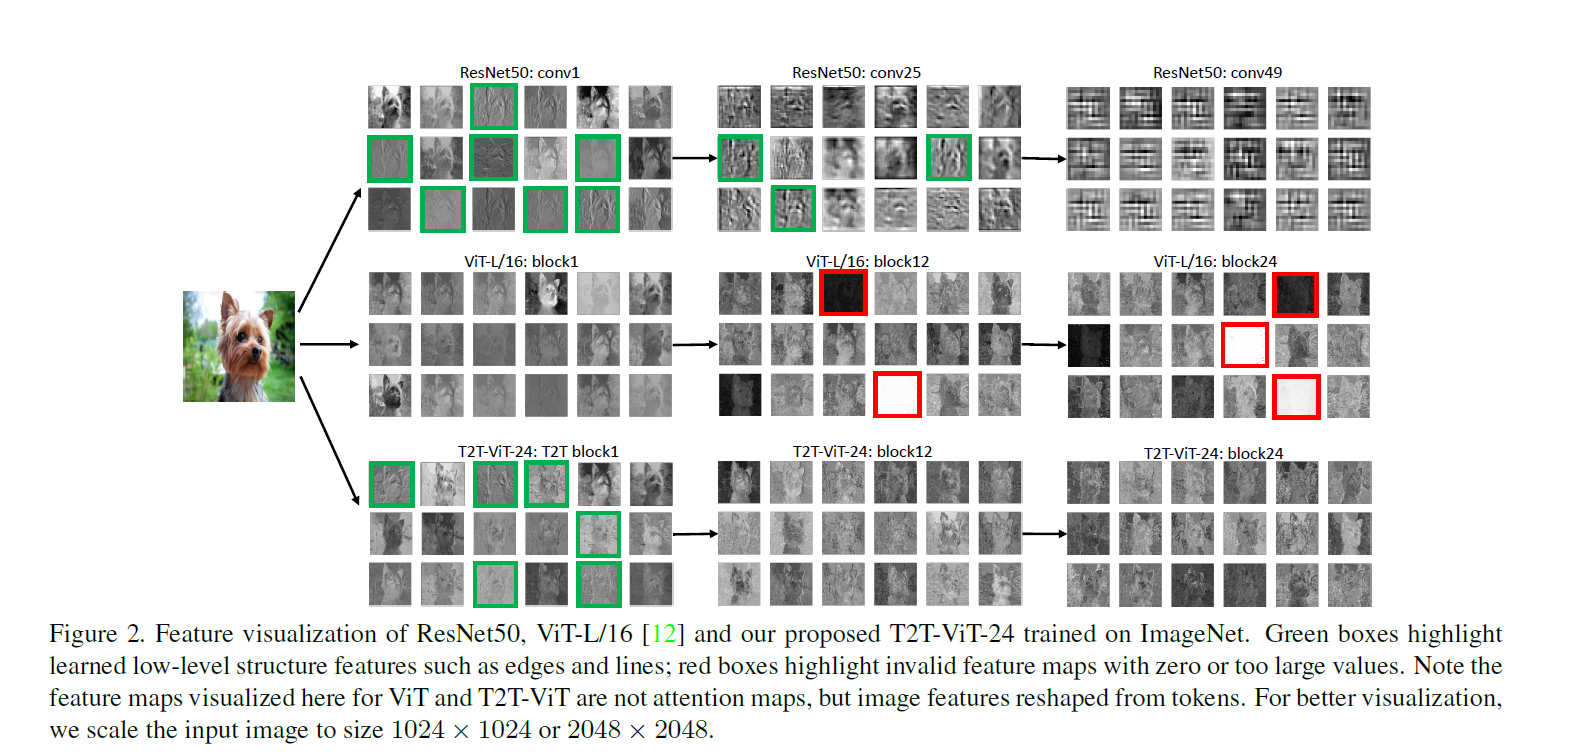 ResNet50: conv1
ResNet50: conv25
ResNet50: conv49
ViT-L/16: block1
ViT-L/16: block12
ViT-L/16: block24
T2T-ViT-24: T2T block1
T2T-ViT-24: block12
T2T-ViT-24: block24
Figure 2. Feature visualization of ResNet50, ViT-L/16 [12] and our proposed T2T-ViT-24 trained on ImageNet. Green boxes highlight
learned low-level structure features such as edges and lines; red boxes highlight invalid feature maps with zero or too large values. Note the
feature maps visualized here for ViT and T2T-ViT are not attention maps, but image features reshaped from tokens. For better visualization,
we scale the input image to size 1024 × 1024 or 2048 × 2048.